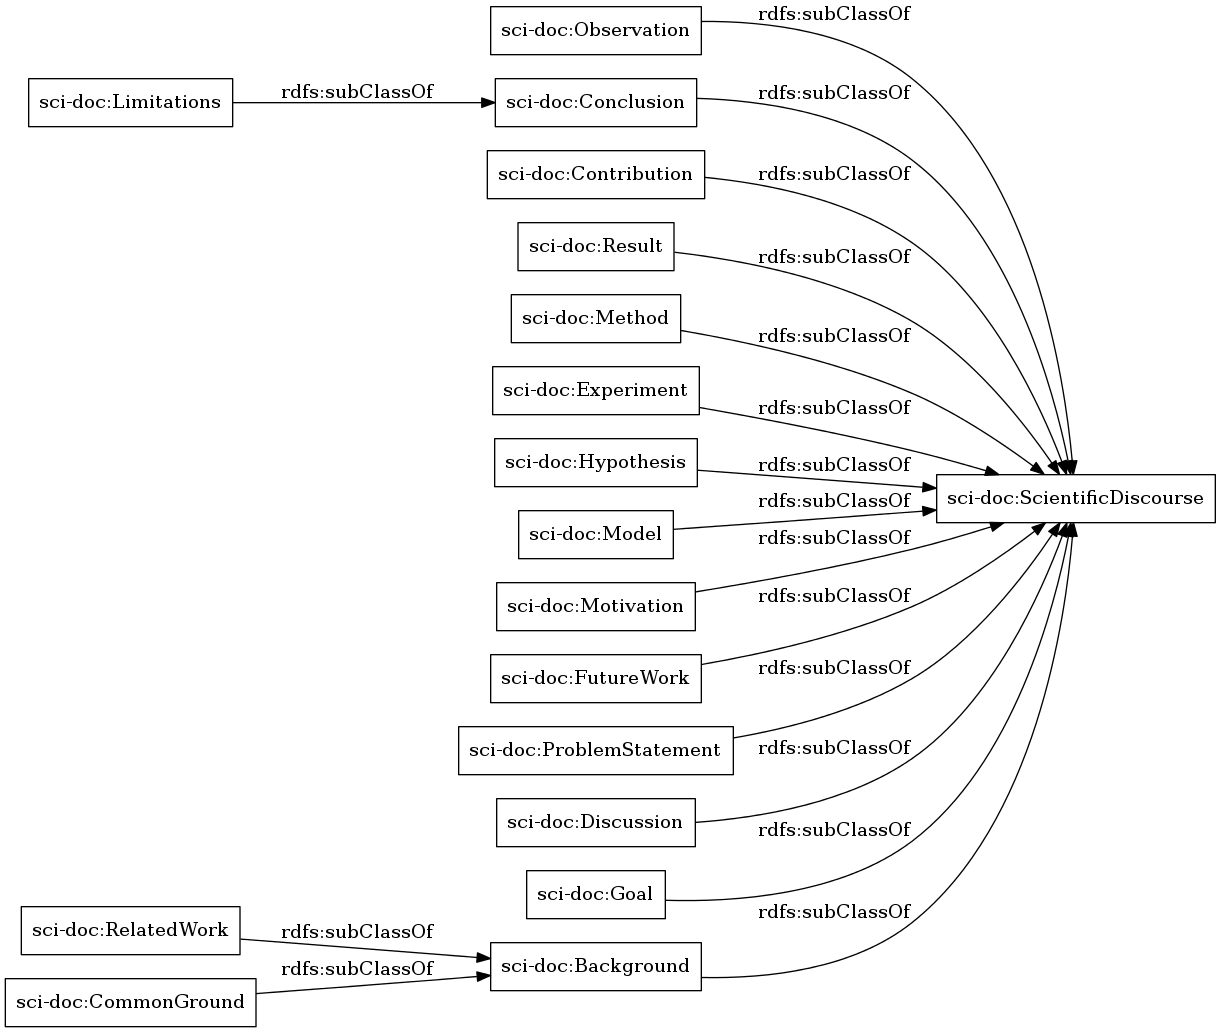 rdfs:subClassOf
sci-doc:Observation
rdfs:subClassOf
sci-doc:Limitations
rdfs:subClassOf
sci-doc:Conclusion
rdfs:subClassOf
sci-doc:Contribution
rdfs:subClassOf
sci-doc:Result
rdfs:subClassOf
sci-doc:Method
rdfs:subClassOf
sci-doc:Experiment
rdfs:subClassOf
sci-doc:Hypothesis
rdfs:subClassOf
sci-doc:ScientificDiscourse
rdfs:subClassOf
sci-doc:Model
rdfs:subClassOf
sci-doc:Motivation
rdfs:subClassOf
sci-doc:FutureWork
rdfs:subClassOf
sci-doc:ProblemStatement
rdfs:subClassOf
sci-doc:Discussion
rdfs:subClassOf
sci-doc:Goal
rdfs:subClassOf
sci-doc:RelatedWork
rdfs:subClassOf
sci-doc:Background
rdfs:subClassOf
sci-doc:CommonGround